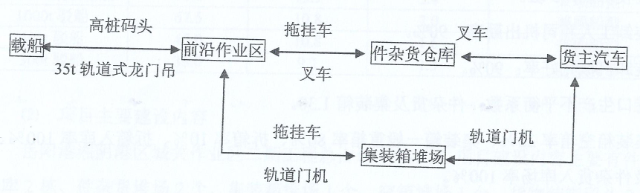 高桩码头
拖挂车
叉车
载船
前沿作业区
件杂货仓库
货主汽车
35t 轨道式龙门吊
叉车
拖挂车
轨道门机
集装箱堆场
轨道门机